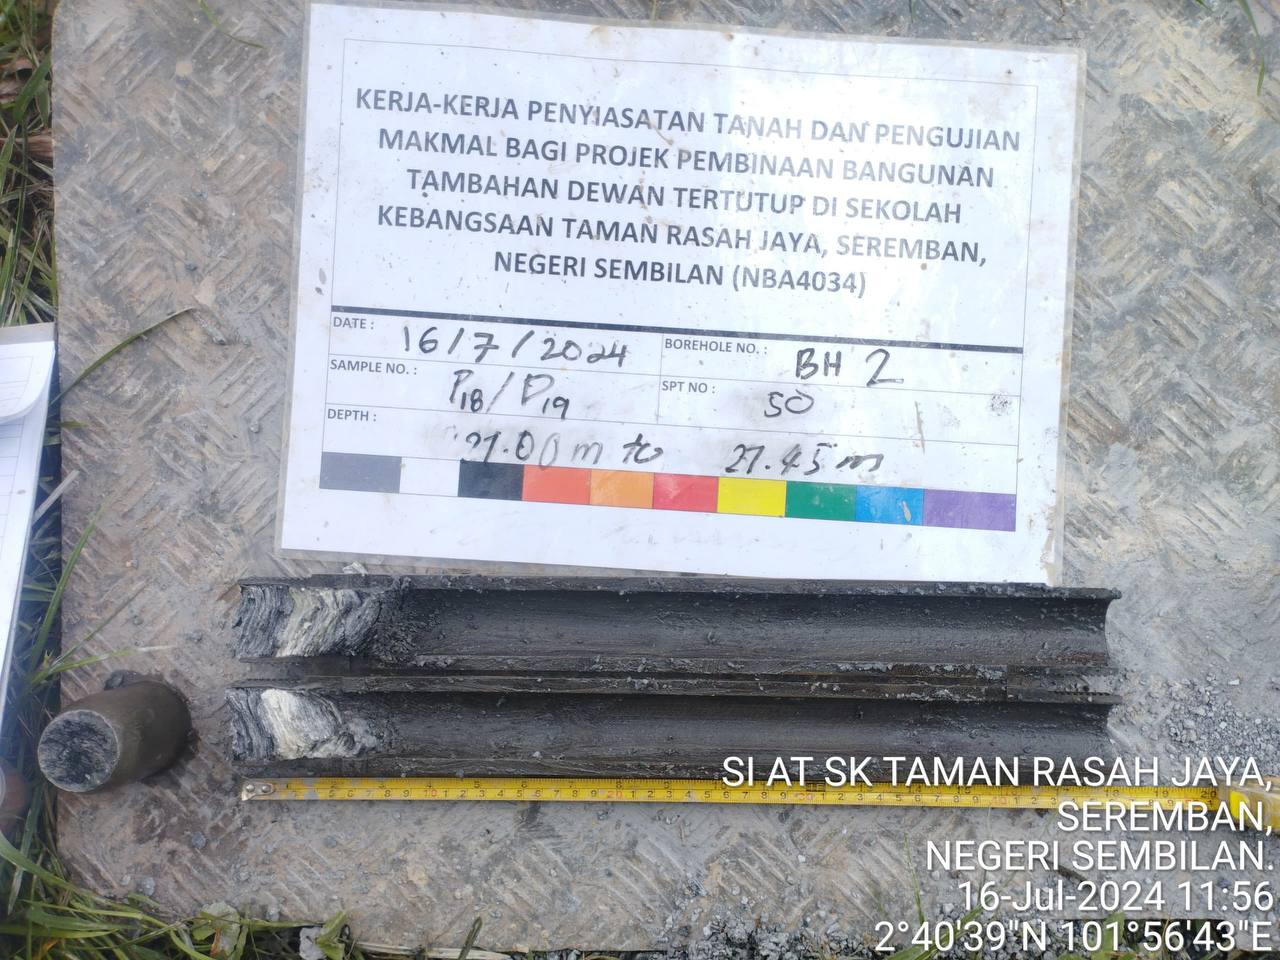 KERJA-KERJA PENYIASATAN TANAH DAN PENGUJIAN
MAKMAL BAGI PROJEK PEMBINAAN BANGUNAN
TAMBAHAN DEWAN TERTUTUP DI SEKOLAH
KEBANGSAAN TAMAN RASAH JAYA, SEREMBAN,
NEGERI SEMBILAN (NBA4034)
DATE : 16/7/2024 BOREHOLE NO. : BH 2
SAMPLE NO. : P18/D19 SPT NO : 50
DEPTH : 27.00 m to 27.45 m
SI AT SK TAMAN RASAH JAYA,
SEREMBAN,
NEGERI SEMBILAN.
16-Jul-2024 11:56
2°40'39"N 101°56'43"E